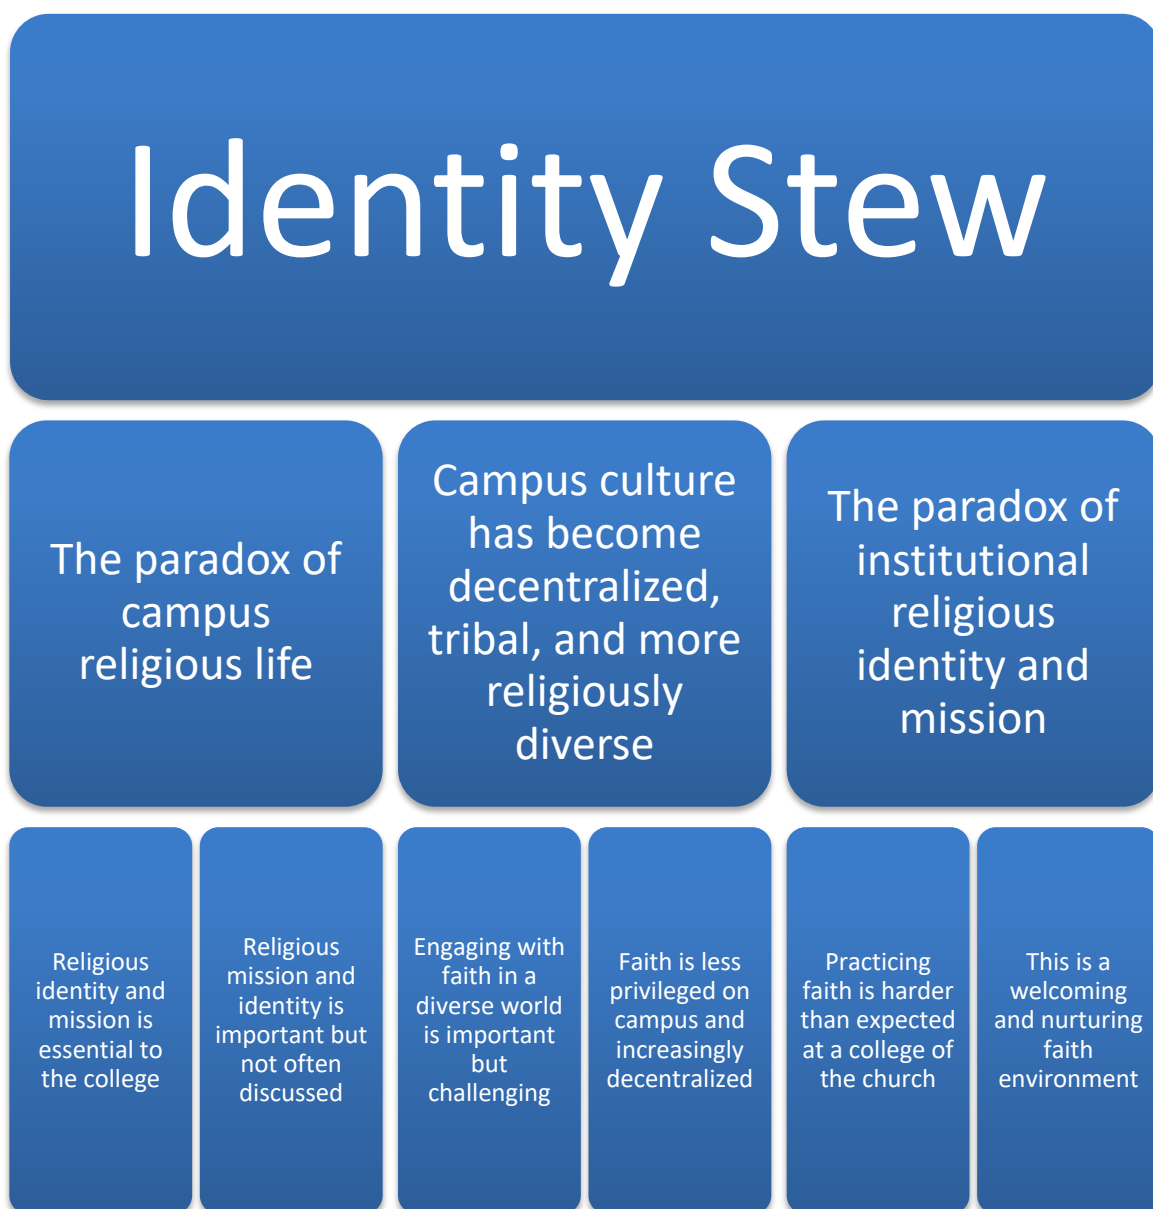 Identity Stew
The paradox of
campus
religious life
Campus culture
has become
decentralized,
tribal, and more
religiously
diverse
The paradox of
institutional
religious
identity and
mission
Religious
identity and
mission is
essential to
the college
Religious
mission and
identity is
important but
not often
discussed
Engaging with
faith in a
diverse world
is important
but
challenging
Faith is less
privileged on
campus and
increasingly
decentralized
Practicing
faith is harder
than expected
at a college of
the church
This is a
welcoming
and nurturing
faith
environment